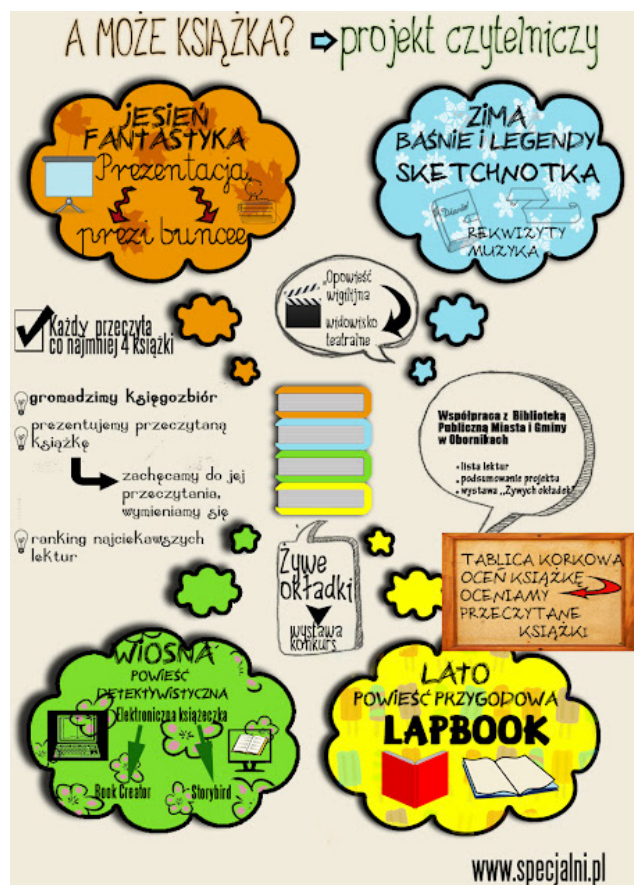 A MOŻE KSIĄŻKA? projekt czytelniczy
JESIEŃ
FANTASTYKA
Prezentacja
prezi buncee
ZIMA
BAŚNIE I LEGENDY
SKETCHNOTKA
REKWIZYTY
MUZYKA
„Opowieść
wigilijna
widowisko
teatralne
Każdy przeczyta
co najmniej 4 książki
gromadzimy księgozbiór
prezentujemy przeczytaną
książkę
zachęcamy do jej
przeczytania,
wymieniamy się
ranking najciekawszych
lektur
Współpraca z Biblioteką
Publiczną Miasta i Gminy
w Obornikach
• lista lektur
• podsumowanie projektu
• wystawa „Żywych okładek"
Żywe
okładki
wystawa
konkurs
TABLICA KORKOWA
OCEŃ KSIĄŻKĘ
OCENIAMY
PRZECZYTANE
KSIĄŻKI
WIOSNA
POWIEŚĆ
DETEKTYWISTYCZNA
Elektroniczna książeczka
Book Creator Storybird
LATO
POWIEŚĆ PRZYGODOWA
LAPBOOK
www.specjalni.pl